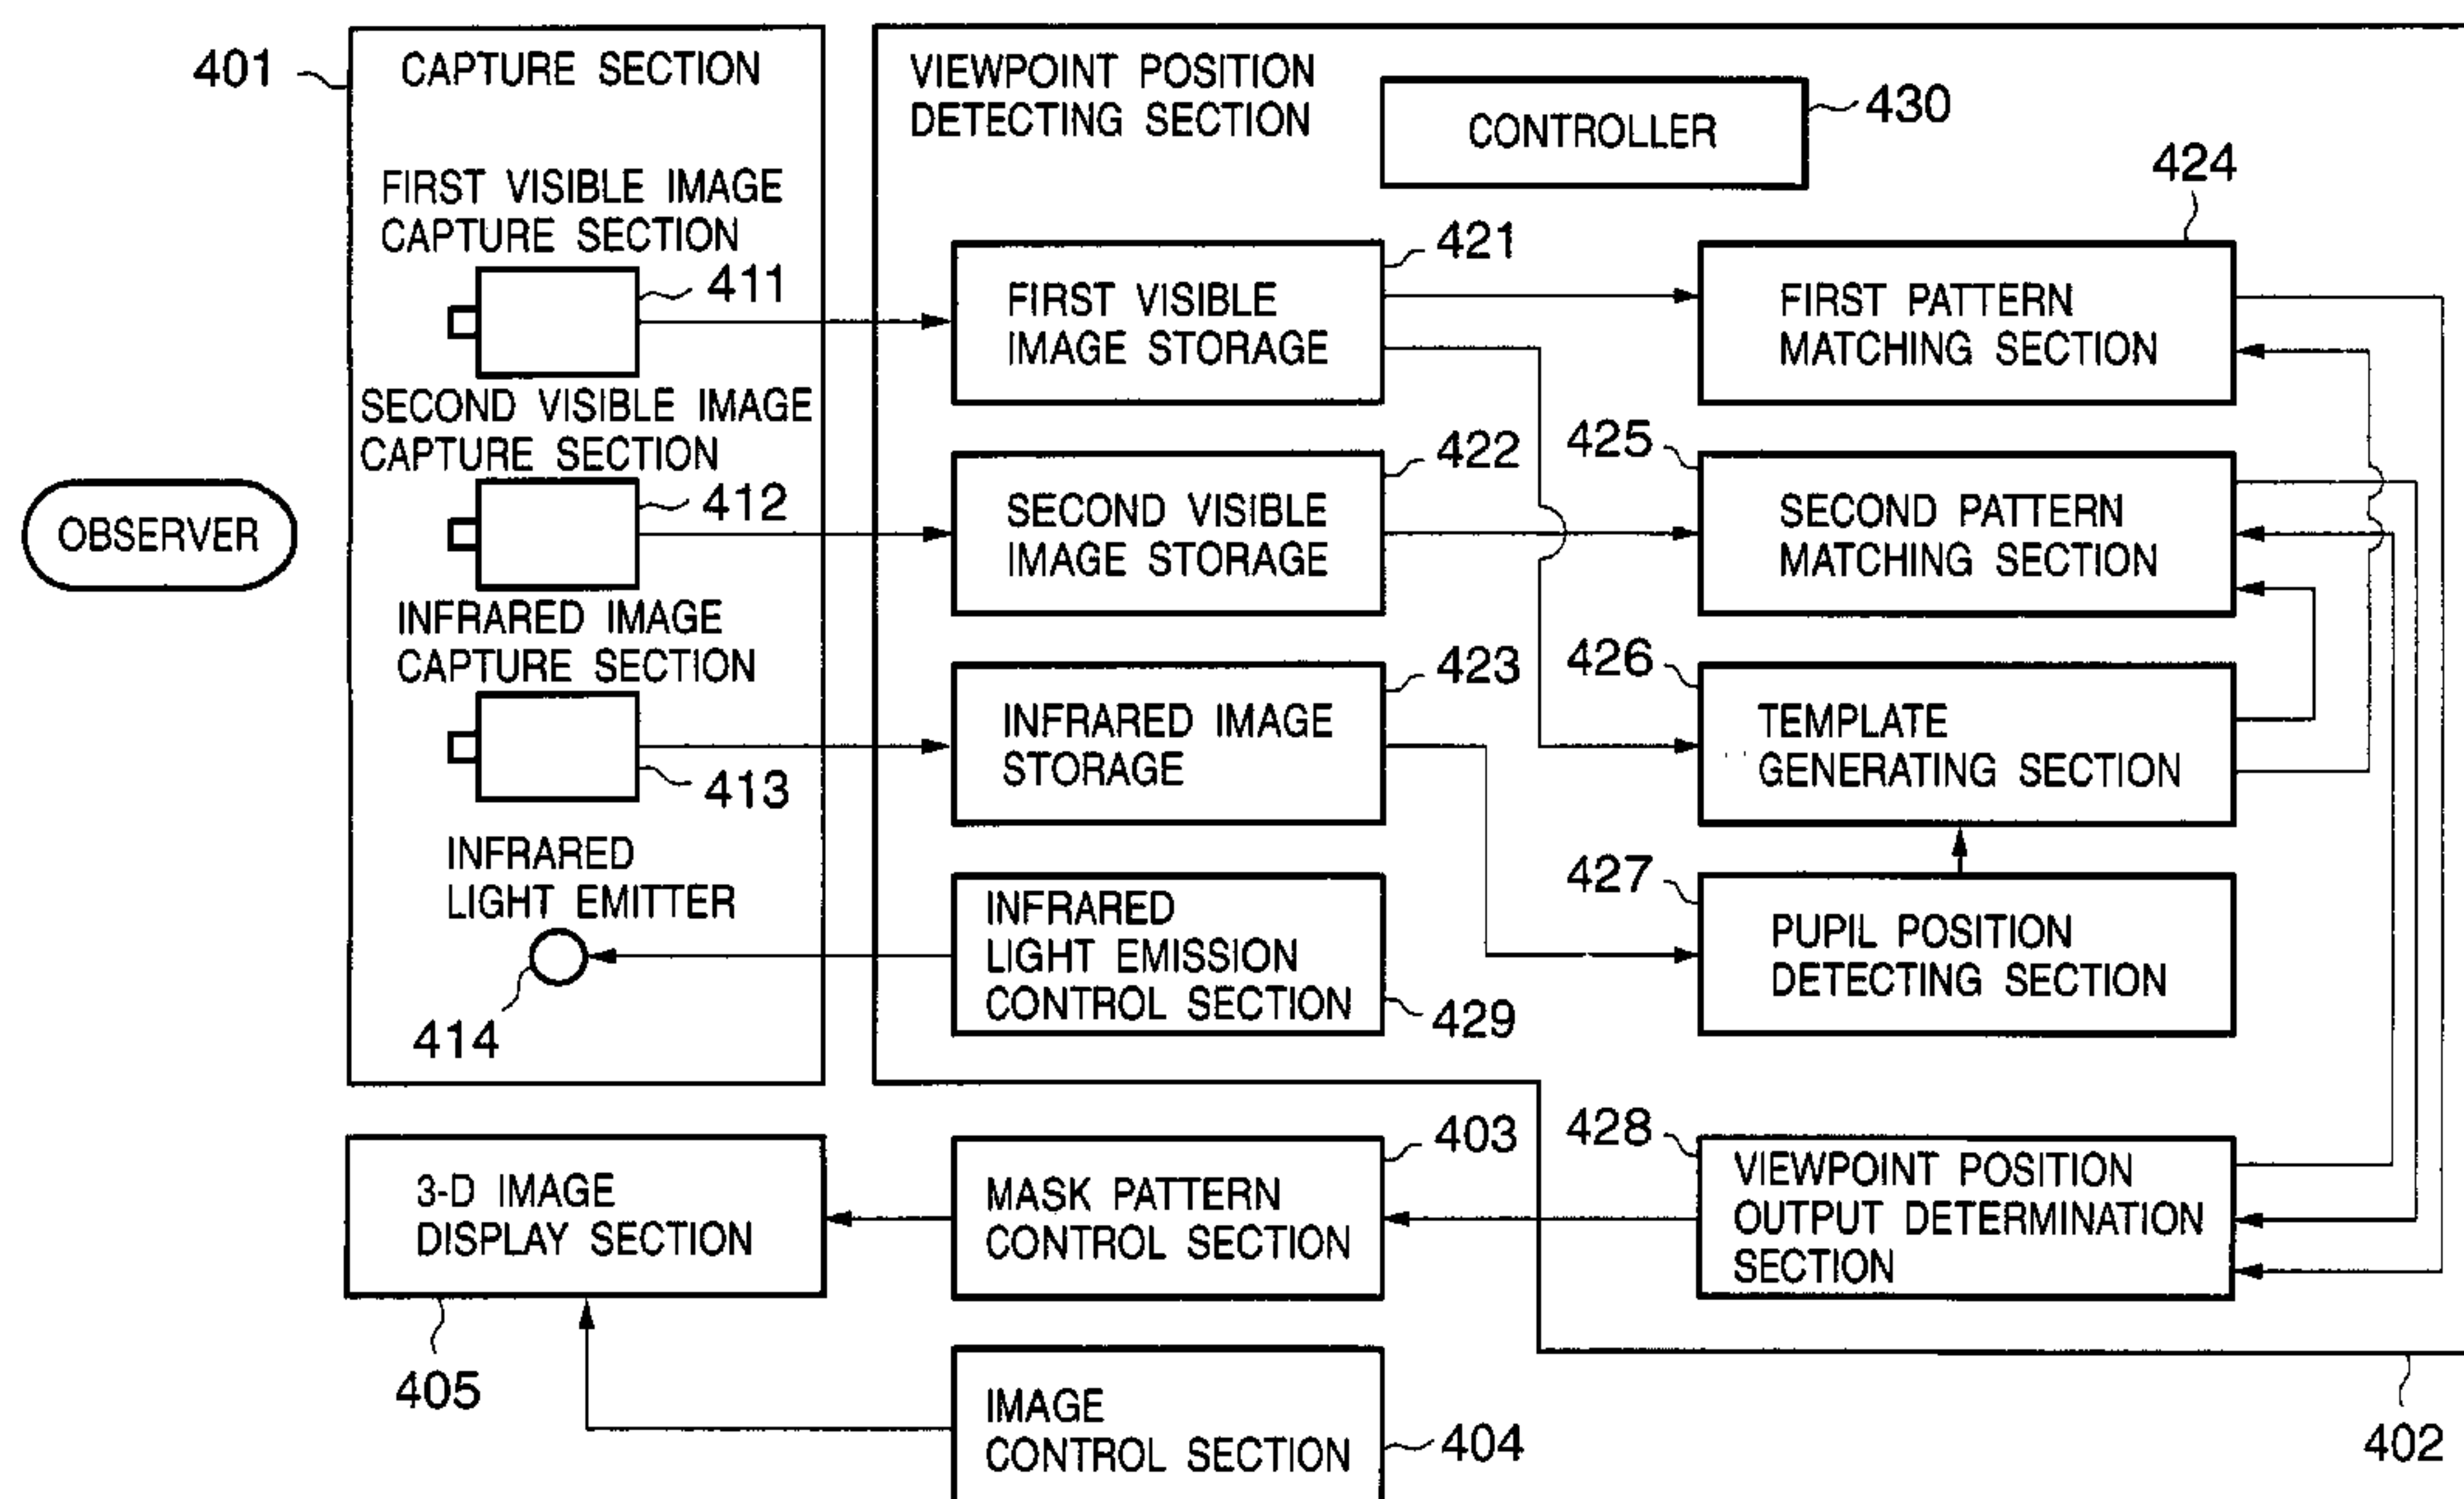 401
CAPTURE SECTION
FIRST VISIBLE IMAGE
CAPTURE SECTION
411
SECOND VISIBLE IMAGE
CAPTURE SECTION
412
OBSERVER
INFRARED IMAGE
CAPTURE SECTION
413
INFRARED
LIGHT EMITTER
414
VIEWPOINT POSITION
DETECTING SECTION
CONTROLLER
430
424
421
FIRST VISIBLE
IMAGE STORAGE
FIRST PATTERN
MATCHING SECTION
422
425
SECOND VISIBLE
IMAGE STORAGE
SECOND PATTERN
MATCHING SECTION
423
426
INFRARED IMAGE
STORAGE
TEMPLATE
GENERATING SECTION
427
INFRARED
LIGHT EMISSION
CONTROL SECTION
429
PUPIL POSITION
DETECTING SECTION
3-D IMAGE
DISPLAY SECTION
405
403
MASK PATTERN
CONTROL SECTION
428
VIEWPOINT POSITION
OUTPUT DETERMINATION
SECTION
IMAGE
CONTROL SECTION
404
402